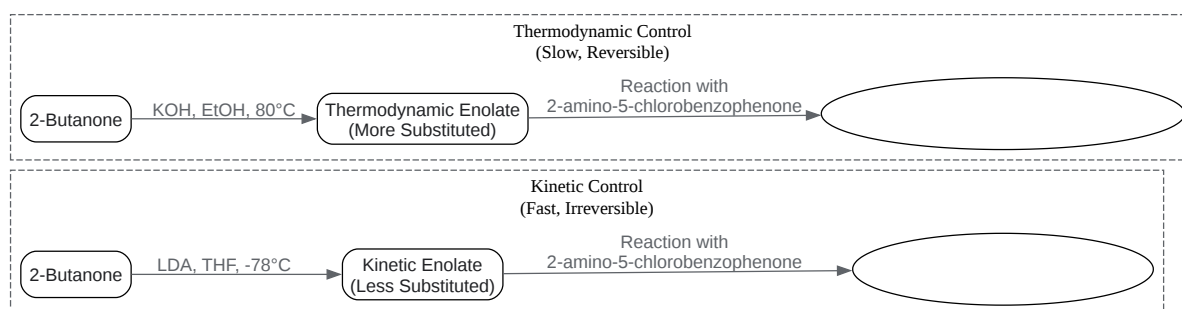 Thermodynamic Control
(Slow, Reversible)
2-Butanone
KOH, EtOH, 80°C
Thermodynamic Enolate
(More Substituted)
Reaction with
2-amino-5-chlorobenzophenone
Kinetic Control
(Fast, Irreversible)
2-Butanone
LDA, THF, -78°C
Kinetic Enolate
(Less Substituted)
Reaction with
2-amino-5-chlorobenzophenone